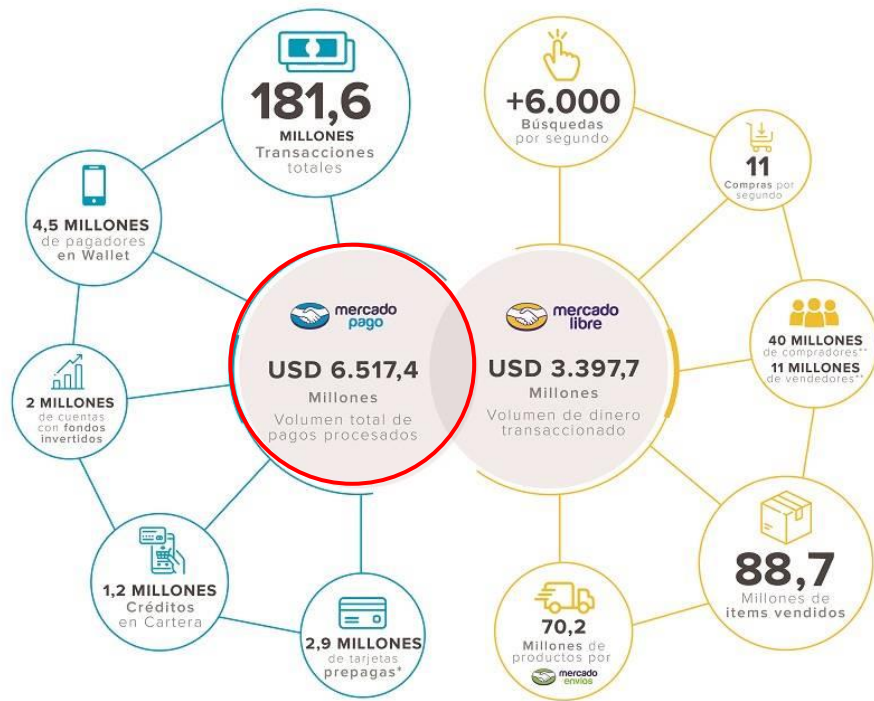 181,6
MILLONES
Transacciones
totales
4,5 MILLONES
de pagadores
en Wallet
2 MILLONES
de cuentas
con fondos
invertidos
1,2 MILLONES
Créditos
en Cartera
2,9 MILLONES
de tarjetas
prepagas*
mercado
pago
USD 6.517,4
Millones
Volumen total de
pagos procesados
mercado
libre
USD 3.397,7
Millones
Volumen de dinero
transaccionado
+6.000
Búsquedas
por segundo
11
Compras por
segundo
40 MILLONES
de compradores**
11 MILLONES
de vendedores**
88,7
Millones de
items vendidos
70,2
Millones de
productos por
mercado
envios